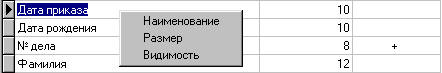 Дата приказа 10
Наименование
Дата рождения 10
Размер
№ дела 8 +
Видимость
Фамилия 12